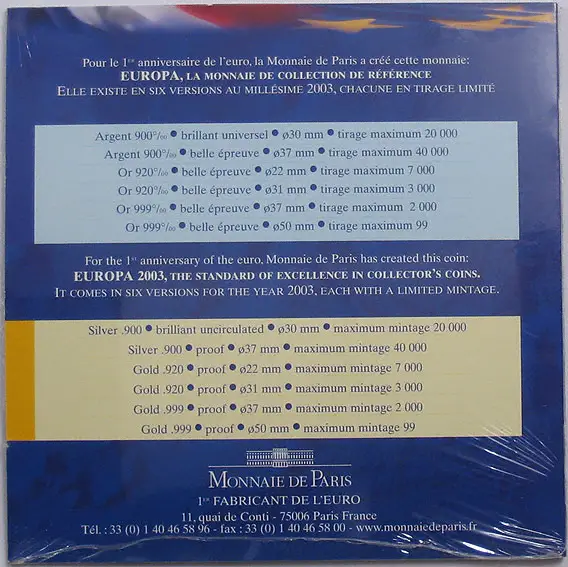 Pour le 1er anniversaire de l'euro, la Monnaie de Paris a créé cette monnaie:
EUROPA, LA MONNAIE DE COLLECTION DE RÉFÉRENCE
ELLE EXISTE EN SIX VERSIONS AU MILLÉSIME 2003, CHACUNE EN TIRAGE LIMITÉ
Argent 900°/₀₀ ● brillant universel ● ø30 mm ● tirage maximum 20 000
Argent 900°/₀₀ ● belle épreuve ● ø37 mm ● tirage maximum 40 000
Or 920°/₀₀ ● belle épreuve ● ø22 mm ● tirage maximum 7 000
Or 920°/₀₀ ● belle épreuve ● ø31 mm ● tirage maximum 3 000
Or 999°/₀₀ ● belle épreuve ● ø37 mm ● tirage maximum 2 000
Or 999°/₀₀ ● belle épreuve ● ø50 mm ● tirage maximum 99
For the 1st anniversary of the euro, Monnaie de Paris has created this coin:
EUROPA 2003, THE STANDARD OF EXCELLENCE IN COLLECTOR'S COINS.
IT COMES IN SIX VERSIONS FOR THE YEAR 2003, EACH WITH A LIMITED MINTAGE.
Silver .900 ● brilliant uncirculated ● ø30 mm ● maximum mintage 20 000
Silver .900 ● proof ● ø37 mm ● maximum mintage 40 000
Gold .920 ● proof ● ø22 mm ● maximum mintage 7 000
Gold .920 ● proof ● ø31 mm ● maximum mintage 3 000
Gold .999 ● proof ● ø37 mm ● maximum mintage 2 000
Gold .999 ● proof ● ø50 mm ● maximum mintage 99
MONNAIE DE PARIS
1er FABRICANT DE L'EURO
11, quai de Conti - 75006 Paris France
Tél. : 33 (0) 1 40 46 58 96 - fax : 33 (0) 1 40 46 58 00 - www.monnaiedeparis.fr